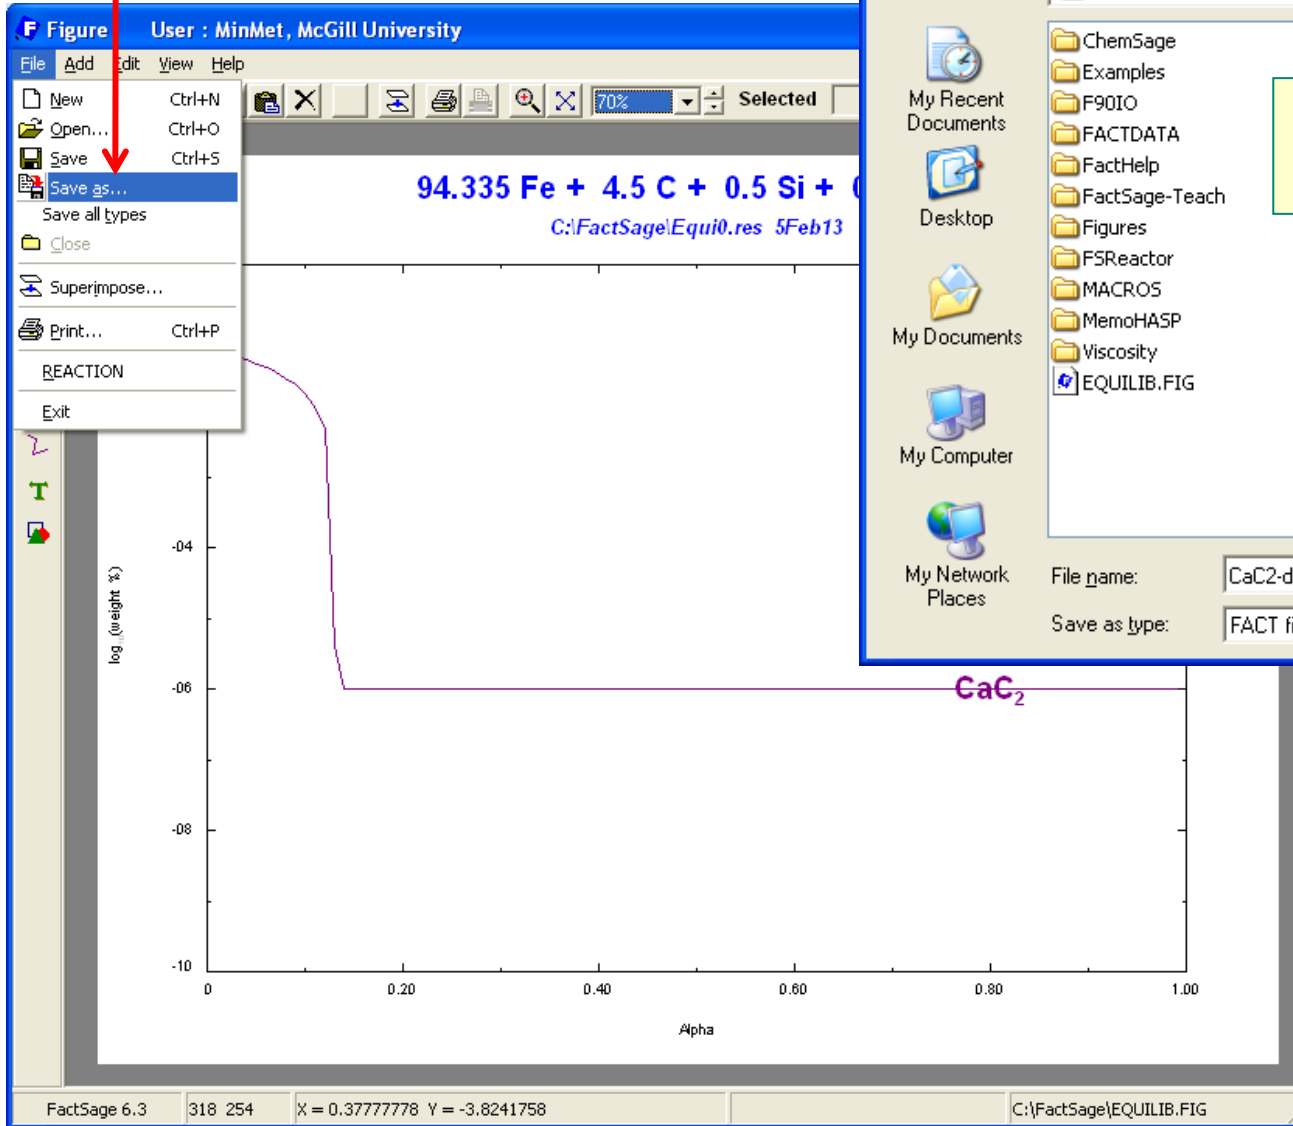 Figure User : MinMet, McGill University
File Add Edit View Help
New Ctrl+N
Open... Ctrl+O
Save Ctrl+S
Save as...
Save all types
Close
Superimpose...
Print... Ctrl+P
REACTION
Exit
70% Selected
94.335 Fe + 4.5 C + 0.5 Si +
C:\FactSage\Equi0.res 5Feb13
-04
-06
-08
-10
log₁₀(weight %)
CaC₂
0 0.20 0.40 0.60 0.80 1.00
Alpha
FactSage 6.3 318 254 X = 0.37777778 Y = -3.8241758 C:\FactSage\EQUILIB.FIG
My Recent
Documents
Desktop
My Documents
My Computer
My Network
Places
ChemSage
Examples
F90IO
FACTDATA
FactHelp
FactSage-Teach
Figures
FSReactor
MACROS
MemoHASP
Viscosity
EQUILIB.FIG
File name: CaC2-d
Save as type: FACT fi